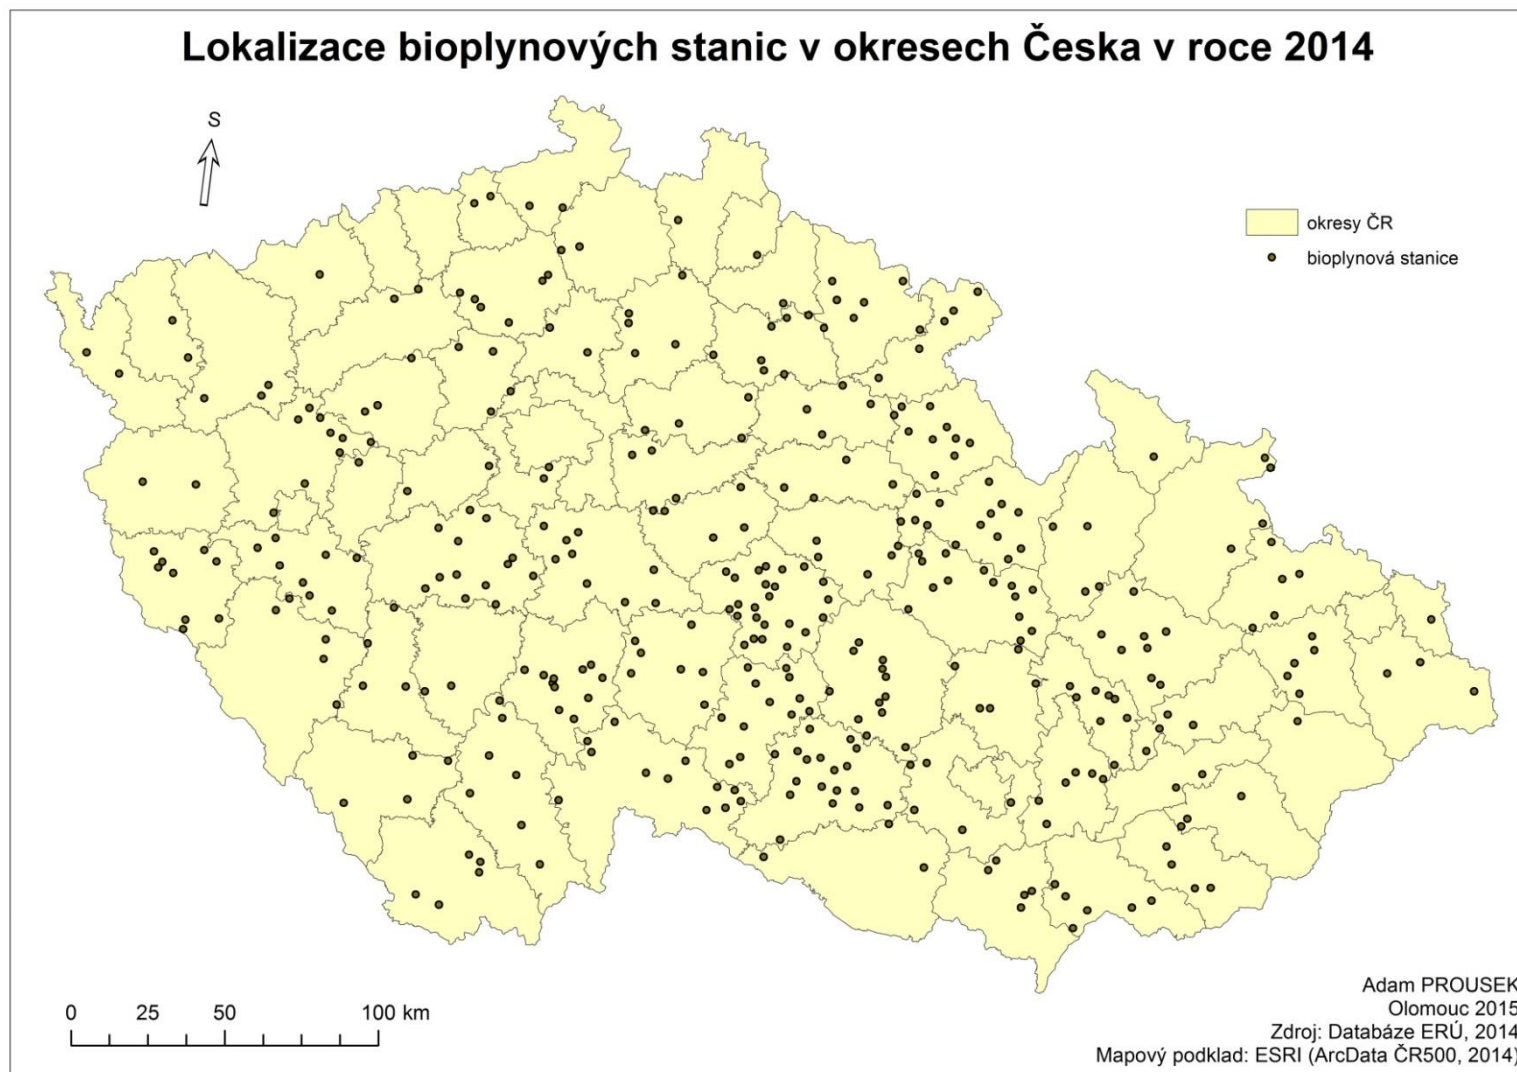 Lokalizace bioplynových stanic v okresech Česka v roce 2014
S
okresy ČR
bioplynová stanice
0 25 50 100 km
Adam PROUSEK
Olomouc 2015
Zdroj: Databáze ERÚ, 2014
Mapový podklad: ESRI (ArcData ČR500, 2014)